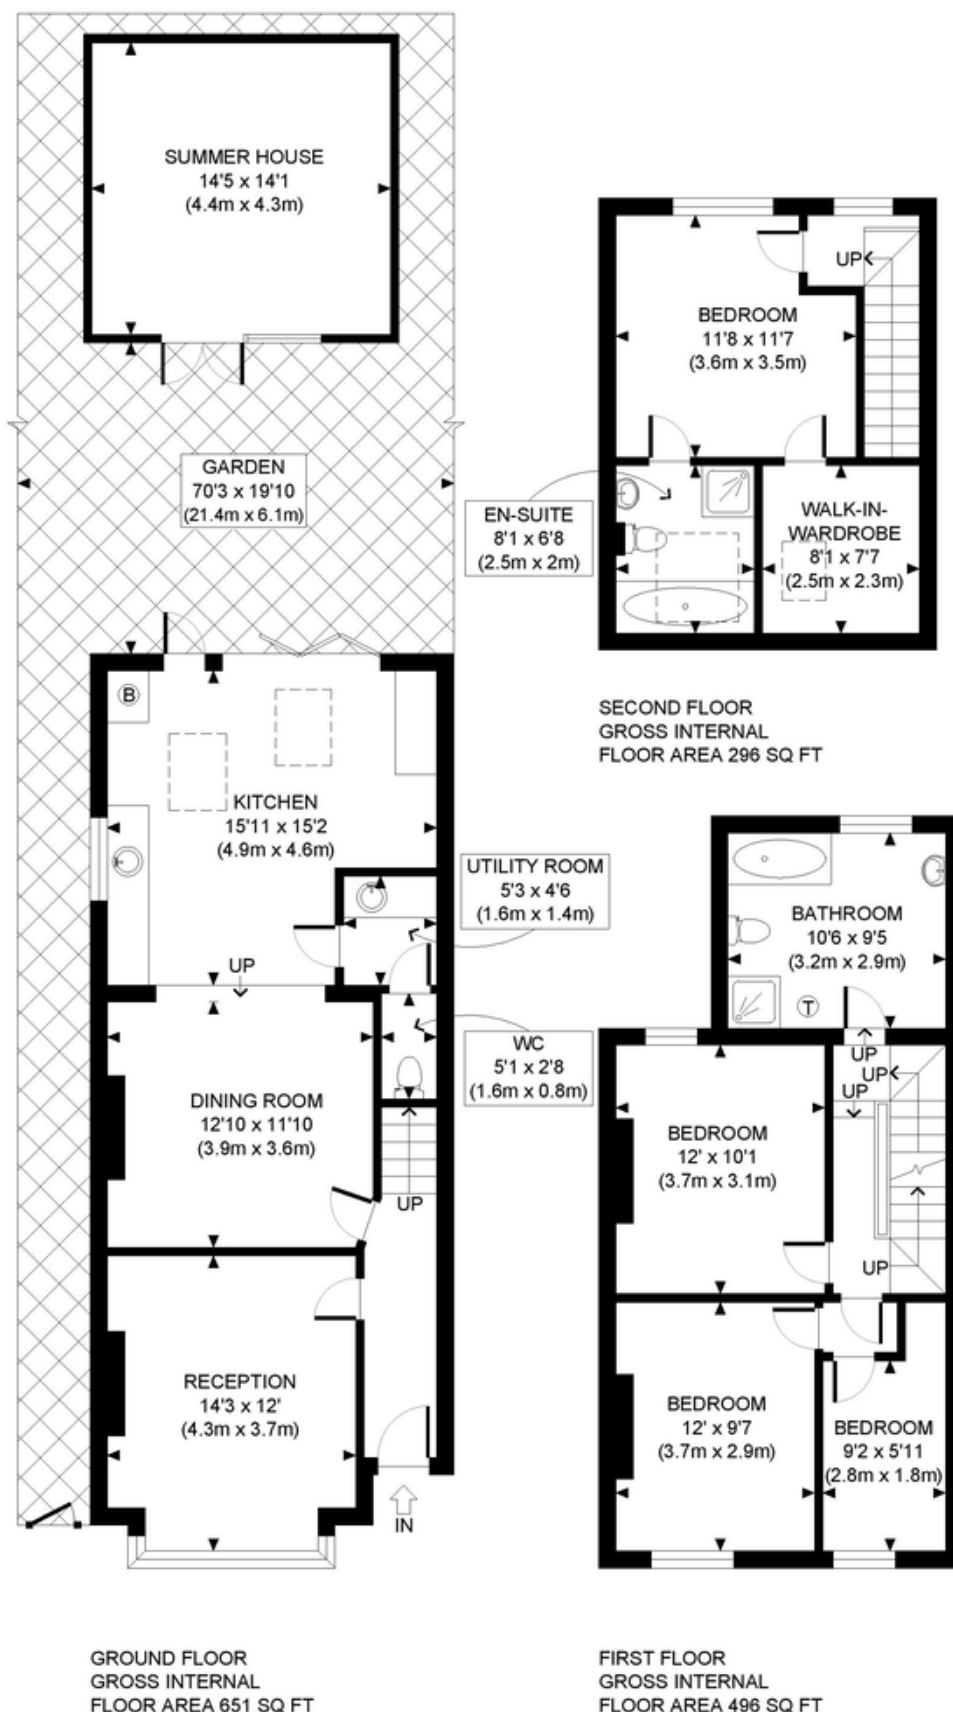 SUMMER HOUSE
14'5 x 14'1
(4.4m x 4.3m)
GARDEN
70'3 x 19'10
(21.4m x 6.1m)
B
KITCHEN
15'11 x 15'2
(4.9m x 4.6m)
UTILITY ROOM
5'3 x 4'6
(1.6m x 1.4m)
UP
WC
5'1 x 2'8
(1.6m x 0.8m)
DINING ROOM
12'10 x 11'10
(3.9m x 3.6m)
UP
RECEPTION
14'3 x 12'
(4.3m x 3.7m)
IN
GROUND FLOOR
GROSS INTERNAL
FLOOR AREA 651 SQ FT
UP
BEDROOM
11'8 x 11'7
(3.6m x 3.5m)
EN-SUITE
8'1 x 6'8
(2.5m x 2m)
WALK-IN-
WARDROBE
8'1 x 7'7
(2.5m x 2.3m)
SECOND FLOOR
GROSS INTERNAL
FLOOR AREA 296 SQ FT
BATHROOM
10'6 x 9'5
(3.2m x 2.9m)
T
UP
UP
UP
BEDROOM
12' x 10'1
(3.7m x 3.1m)
UP
BEDROOM
12' x 9'7
(3.7m x 2.9m)
BEDROOM
9'2 x 5'11
(2.8m x 1.8m)
FIRST FLOOR
GROSS INTERNAL
FLOOR AREA 496 SQ FT